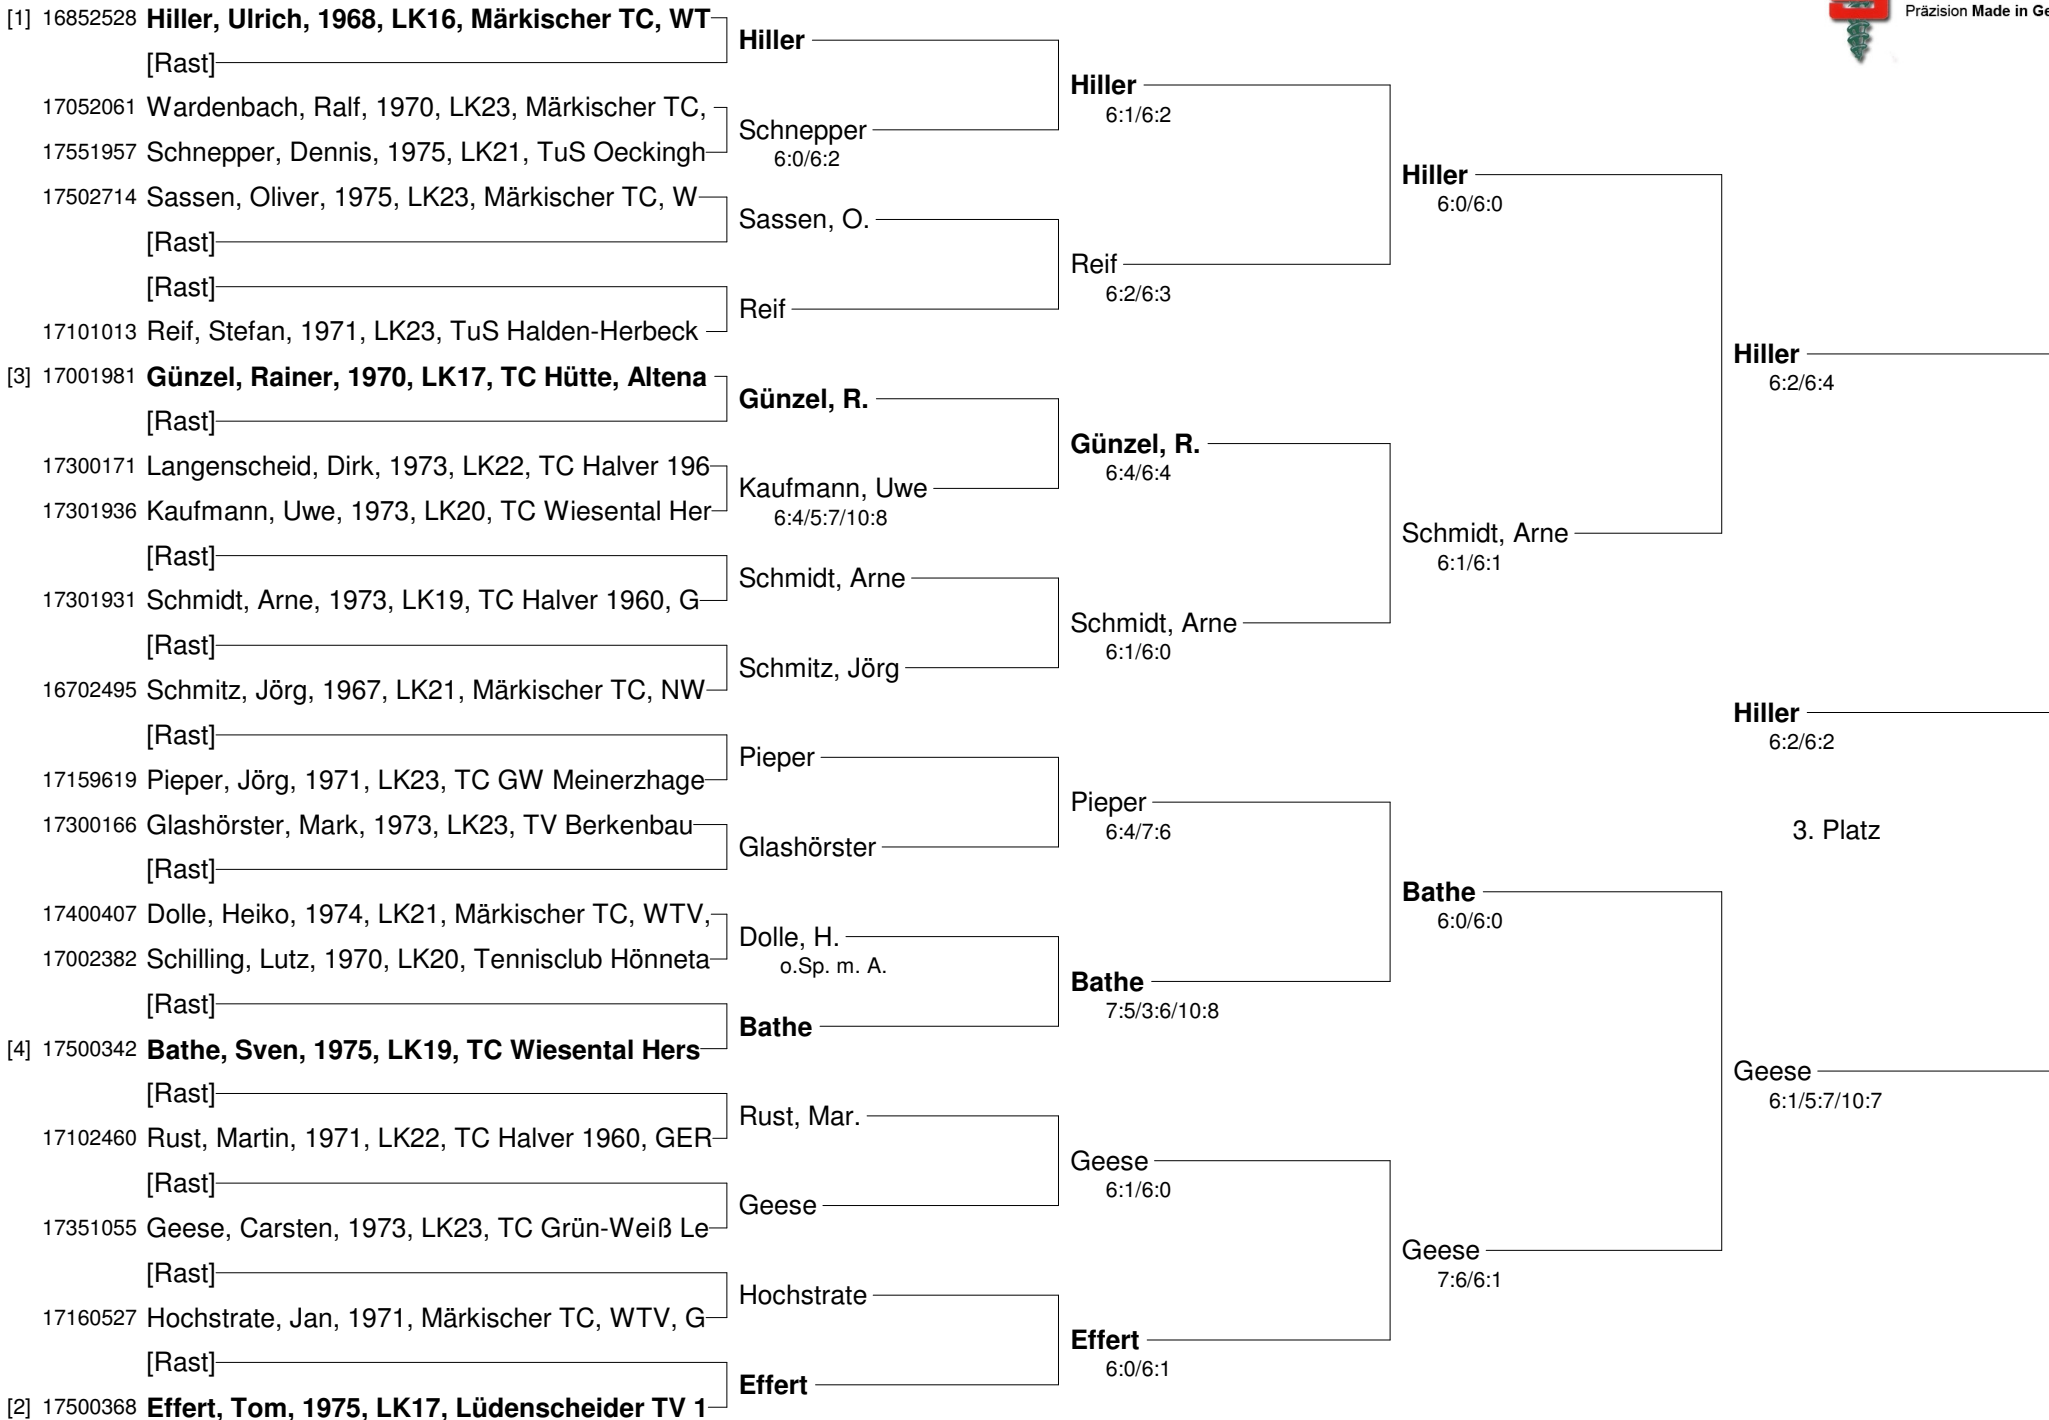 Präzision Made in Ge
[1] 16852528 Hiller, Ulrich, 1968, LK16, Märkischer TC, WT
[Rast]
17052061 Wardenbach, Ralf, 1970, LK23, Märkischer TC,
17551957 Schnepper, Dennis, 1975, LK21, TuS Oeckingh
17502714 Sassen, Oliver, 1975, LK23, Märkischer TC, W
[Rast]
[Rast]
17101013 Reif, Stefan, 1971, LK23, TuS Halden-Herbeck
[3] 17001981 Günzel, Rainer, 1970, LK17, TC Hütte, Altena
[Rast]
17300171 Langenscheid, Dirk, 1973, LK22, TC Halver 196
17301936 Kaufmann, Uwe, 1973, LK20, TC Wiesental Her
[Rast]
17301931 Schmidt, Arne, 1973, LK19, TC Halver 1960, G
[Rast]
16702495 Schmitz, Jörg, 1967, LK21, Märkischer TC, NW
[Rast]
17159619 Pieper, Jörg, 1971, LK23, TC GW Meinerzhage
17300166 Glashörster, Mark, 1973, LK23, TV Berkenbau
[Rast]
17400407 Dolle, Heiko, 1974, LK21, Märkischer TC, WTV,
17002382 Schilling, Lutz, 1970, LK20, Tennisclub Hönneta
[Rast]
[4] 17500342 Bathe, Sven, 1975, LK19, TC Wiesental Hers
[Rast]
17102460 Rust, Martin, 1971, LK22, TC Halver 1960, GER
[Rast]
17351055 Geese, Carsten, 1973, LK23, TC Grün-Weiß Le
[Rast]
17160527 Hochstrate, Jan, 1971, Märkischer TC, WTV, G
[Rast]
[2] 17500368 Effert, Tom, 1975, LK17, Lüdenscheider TV 1
Hiller
Schnepper
6:0/6:2
Sassen, O.
Reif
Günzel, R.
Kaufmann, Uwe
6:4/5:7/10:8
Schmidt, Arne
Schmitz, Jörg
Pieper
Glashörster
Dolle, H.
o.Sp. m. A.
Bathe
Rust, Mar.
Geese
Hochstrate
Effert
Hiller
6:1/6:2
Reif
6:2/6:3
Günzel, R.
6:4/6:4
Schmidt, Arne
6:1/6:0
Pieper
6:4/7:6
Bathe
7:5/3:6/10:8
Geese
6:1/6:0
Effert
6:0/6:1
Hiller
6:0/6:0
Schmidt, Arne
6:1/6:1
Bathe
6:0/6:0
Geese
7:6/6:1
Hiller
6:2/6:4
Hiller
6:2/6:2
3. Platz
Geese
6:1/5:7/10:7